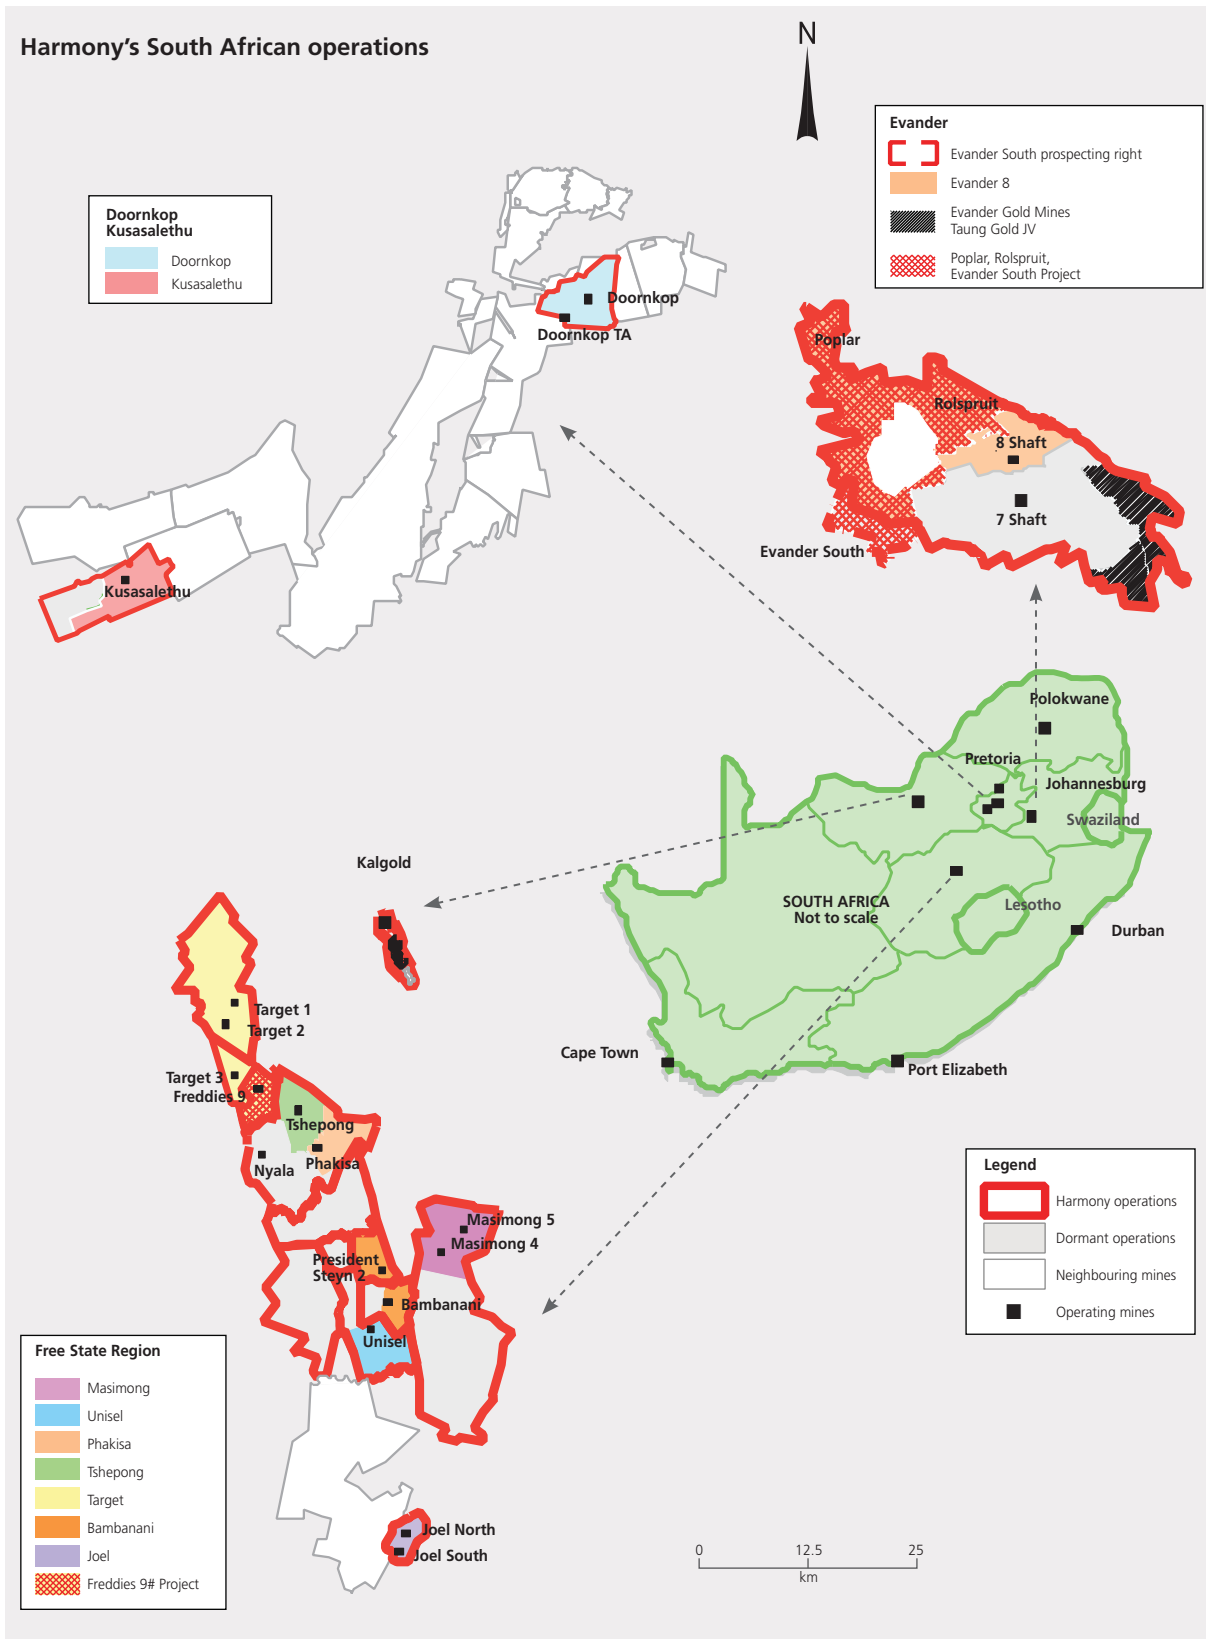 Harmony’s South African operations
N
Evander
Evander South prospecting right
Evander 8
Evander Gold Mines
Taung Gold JV
Poplar, Rolspruit,
Evander South Project
Doornkop
Kusasalethu
Doornkop
Kusasalethu
Doornkop
Doornkop TA
Poplar
Rolspruit
8 Shaft
7 Shaft
Evander South
Kusasalethu
Polokwane
Pretoria
Johannesburg
Swaziland
SOUTH AFRICA
Not to scale
Lesotho
Durban
Cape Town
Port Elizabeth
Kalgold
Target 1
Target 2
Target 3
Freddies 9
Tshepong
Phakisa
Nyala
Masimong 5
Masimong 4
President
Steyn 2
Bambanani
Unisel
Joel North
Joel South
Legend
Harmony operations
Dormant operations
Neighbouring mines
Operating mines
Free State Region
Masimong
Unisel
Phakisa
Tshepong
Target
Bambanani
Joel
Freddies 9# Project
0 12.5 25
km